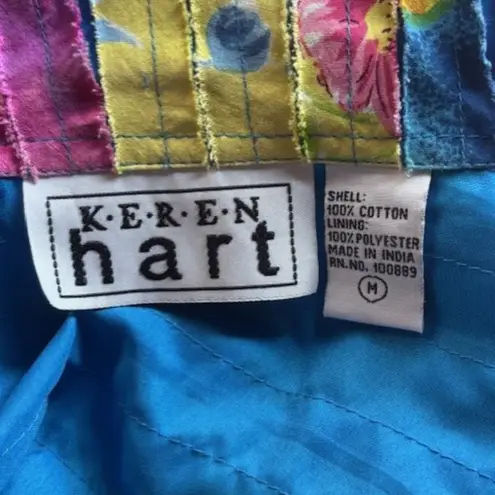 K·E·R·E·N
hart
SHELL:
100% COTTON
LINING:
100% POLYESTER
MADE IN INDIA
RN.NO. 100889
M